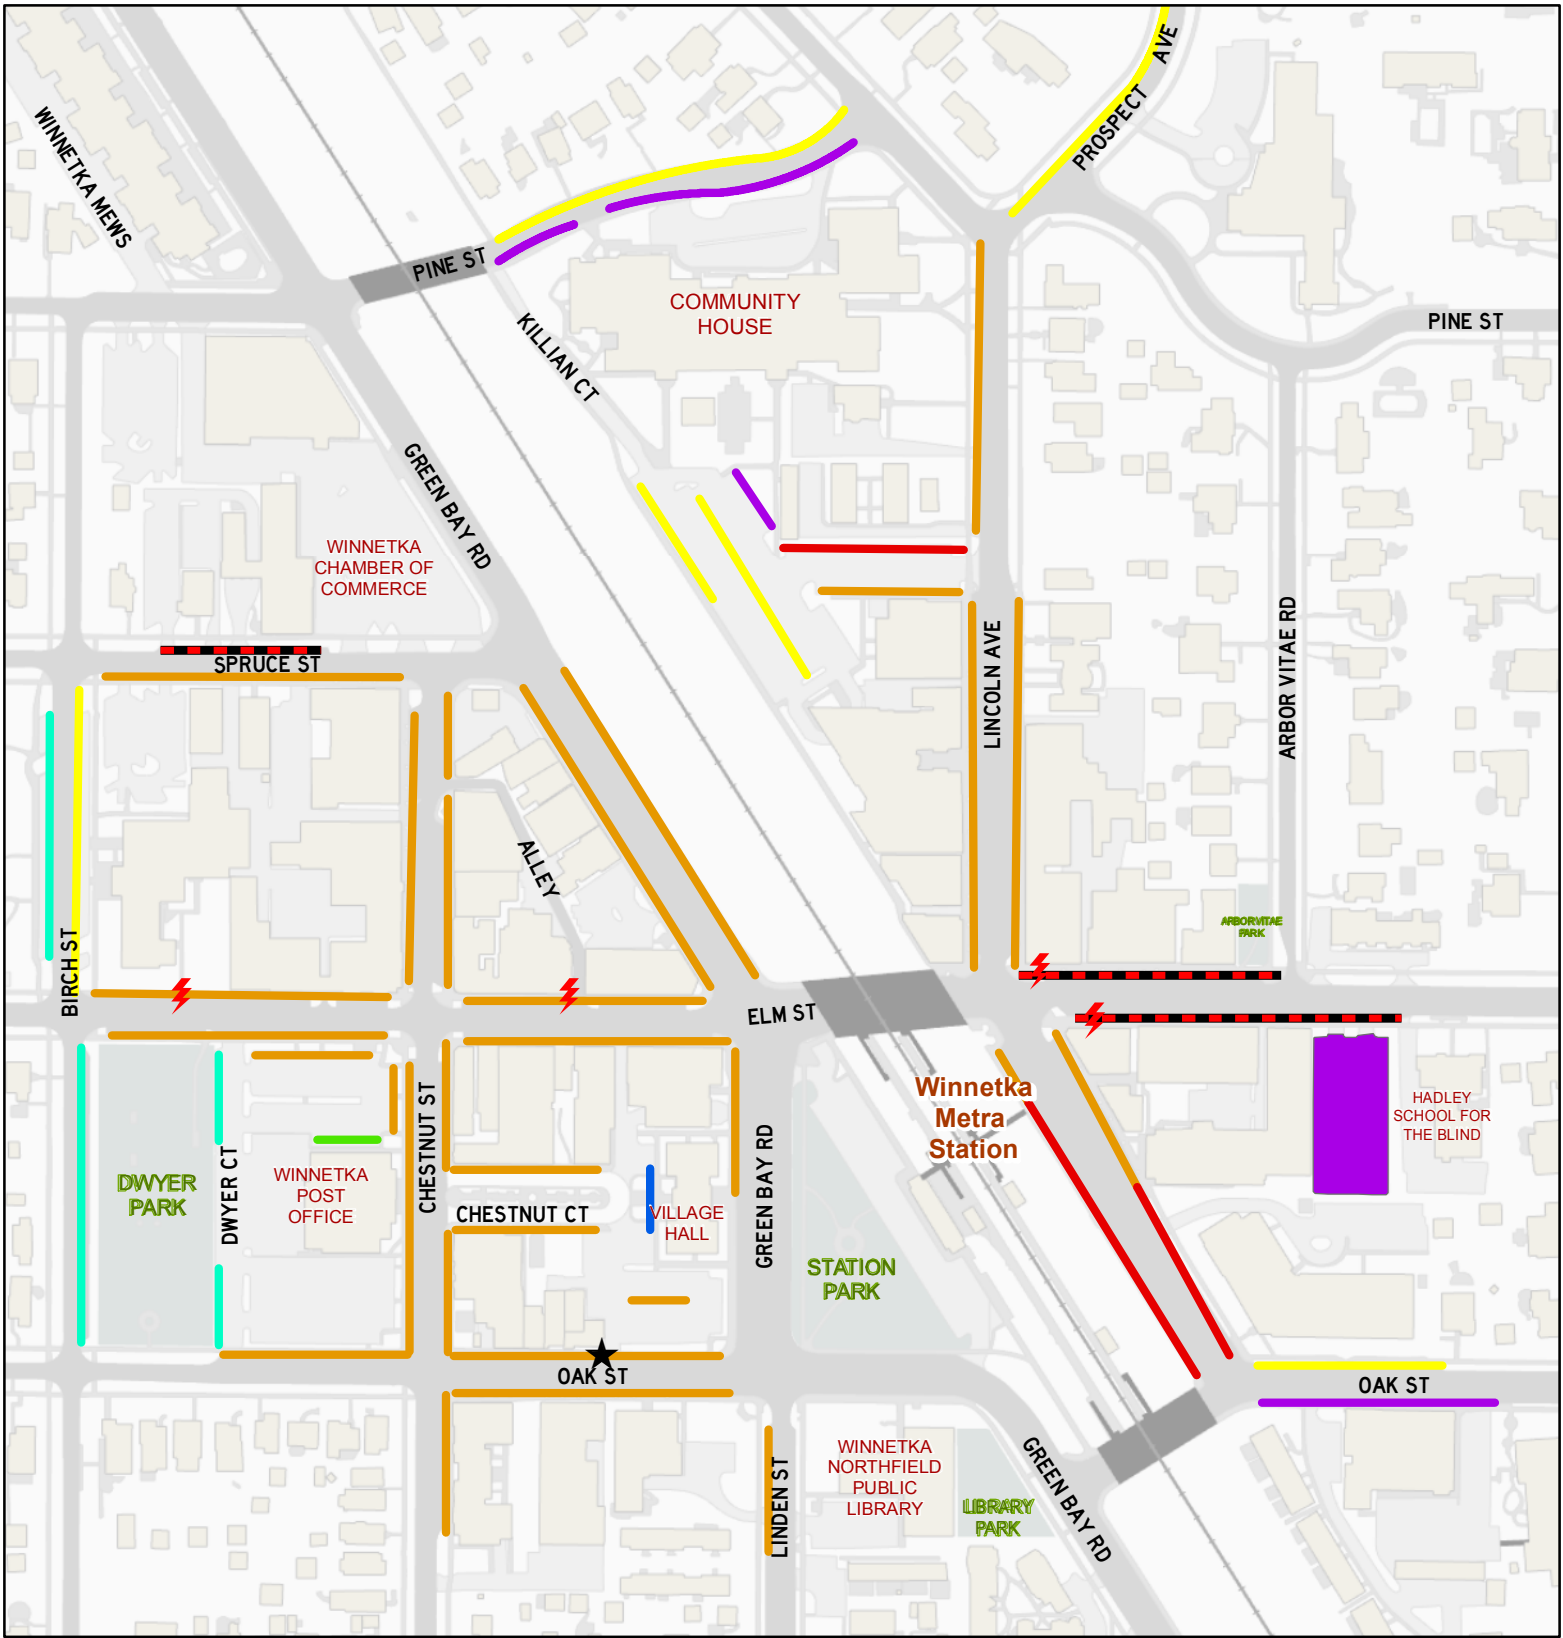 AVE
PROSPECT
WINNETKA MEWS
PINE ST
COMMUNITY
HOUSE
PINE ST
KILLIAN CT
GREEN BAY RD
WINNETKA
CHAMBER OF
COMMERCE
SPRUCE ST
LINCOLN AVE
ARBOR VITAE RD
ALLEY
ARBORVITAE
PARK
BIRCH ST
ELM ST
Winnetka
Metra
Station
HADLEY
SCHOOL FOR
THE BLIND
CHESTNUT ST
DWYER
PARK
DWYER CT
WINNETKA
POST
OFFICE
CHESTNUT CT
VILLAGE
HALL
GREEN BAY RD
STATION
PARK
OAK ST
OAK ST
LINDEN ST
WINNETKA
NORTHFIELD
PUBLIC
LIBRARY
LIBRARY
PARK
GREEN BAY RD